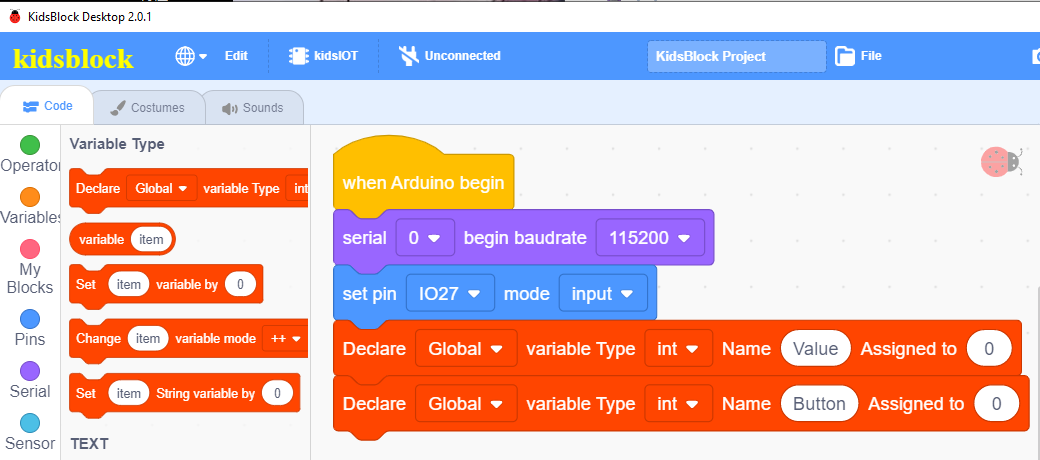 KidsBlock Desktop 2.0.1
kidsblock Edit kidsIOT Unconnected KidsBlock Project File
Code Costumes Sounds
Operator
Variables
My
Blocks
Pins
Serial
Sensor
Variable Type
Declare Global variable Type int
variable item
Set item variable by 0
Change item variable mode ++
Set item String variable by 0
TEXT
when Arduino begin
serial 0 begin baudrate 115200
set pin IO27 mode input
Declare Global variable Type int Name Value Assigned to 0
Declare Global variable Type int Name Button Assigned to 0